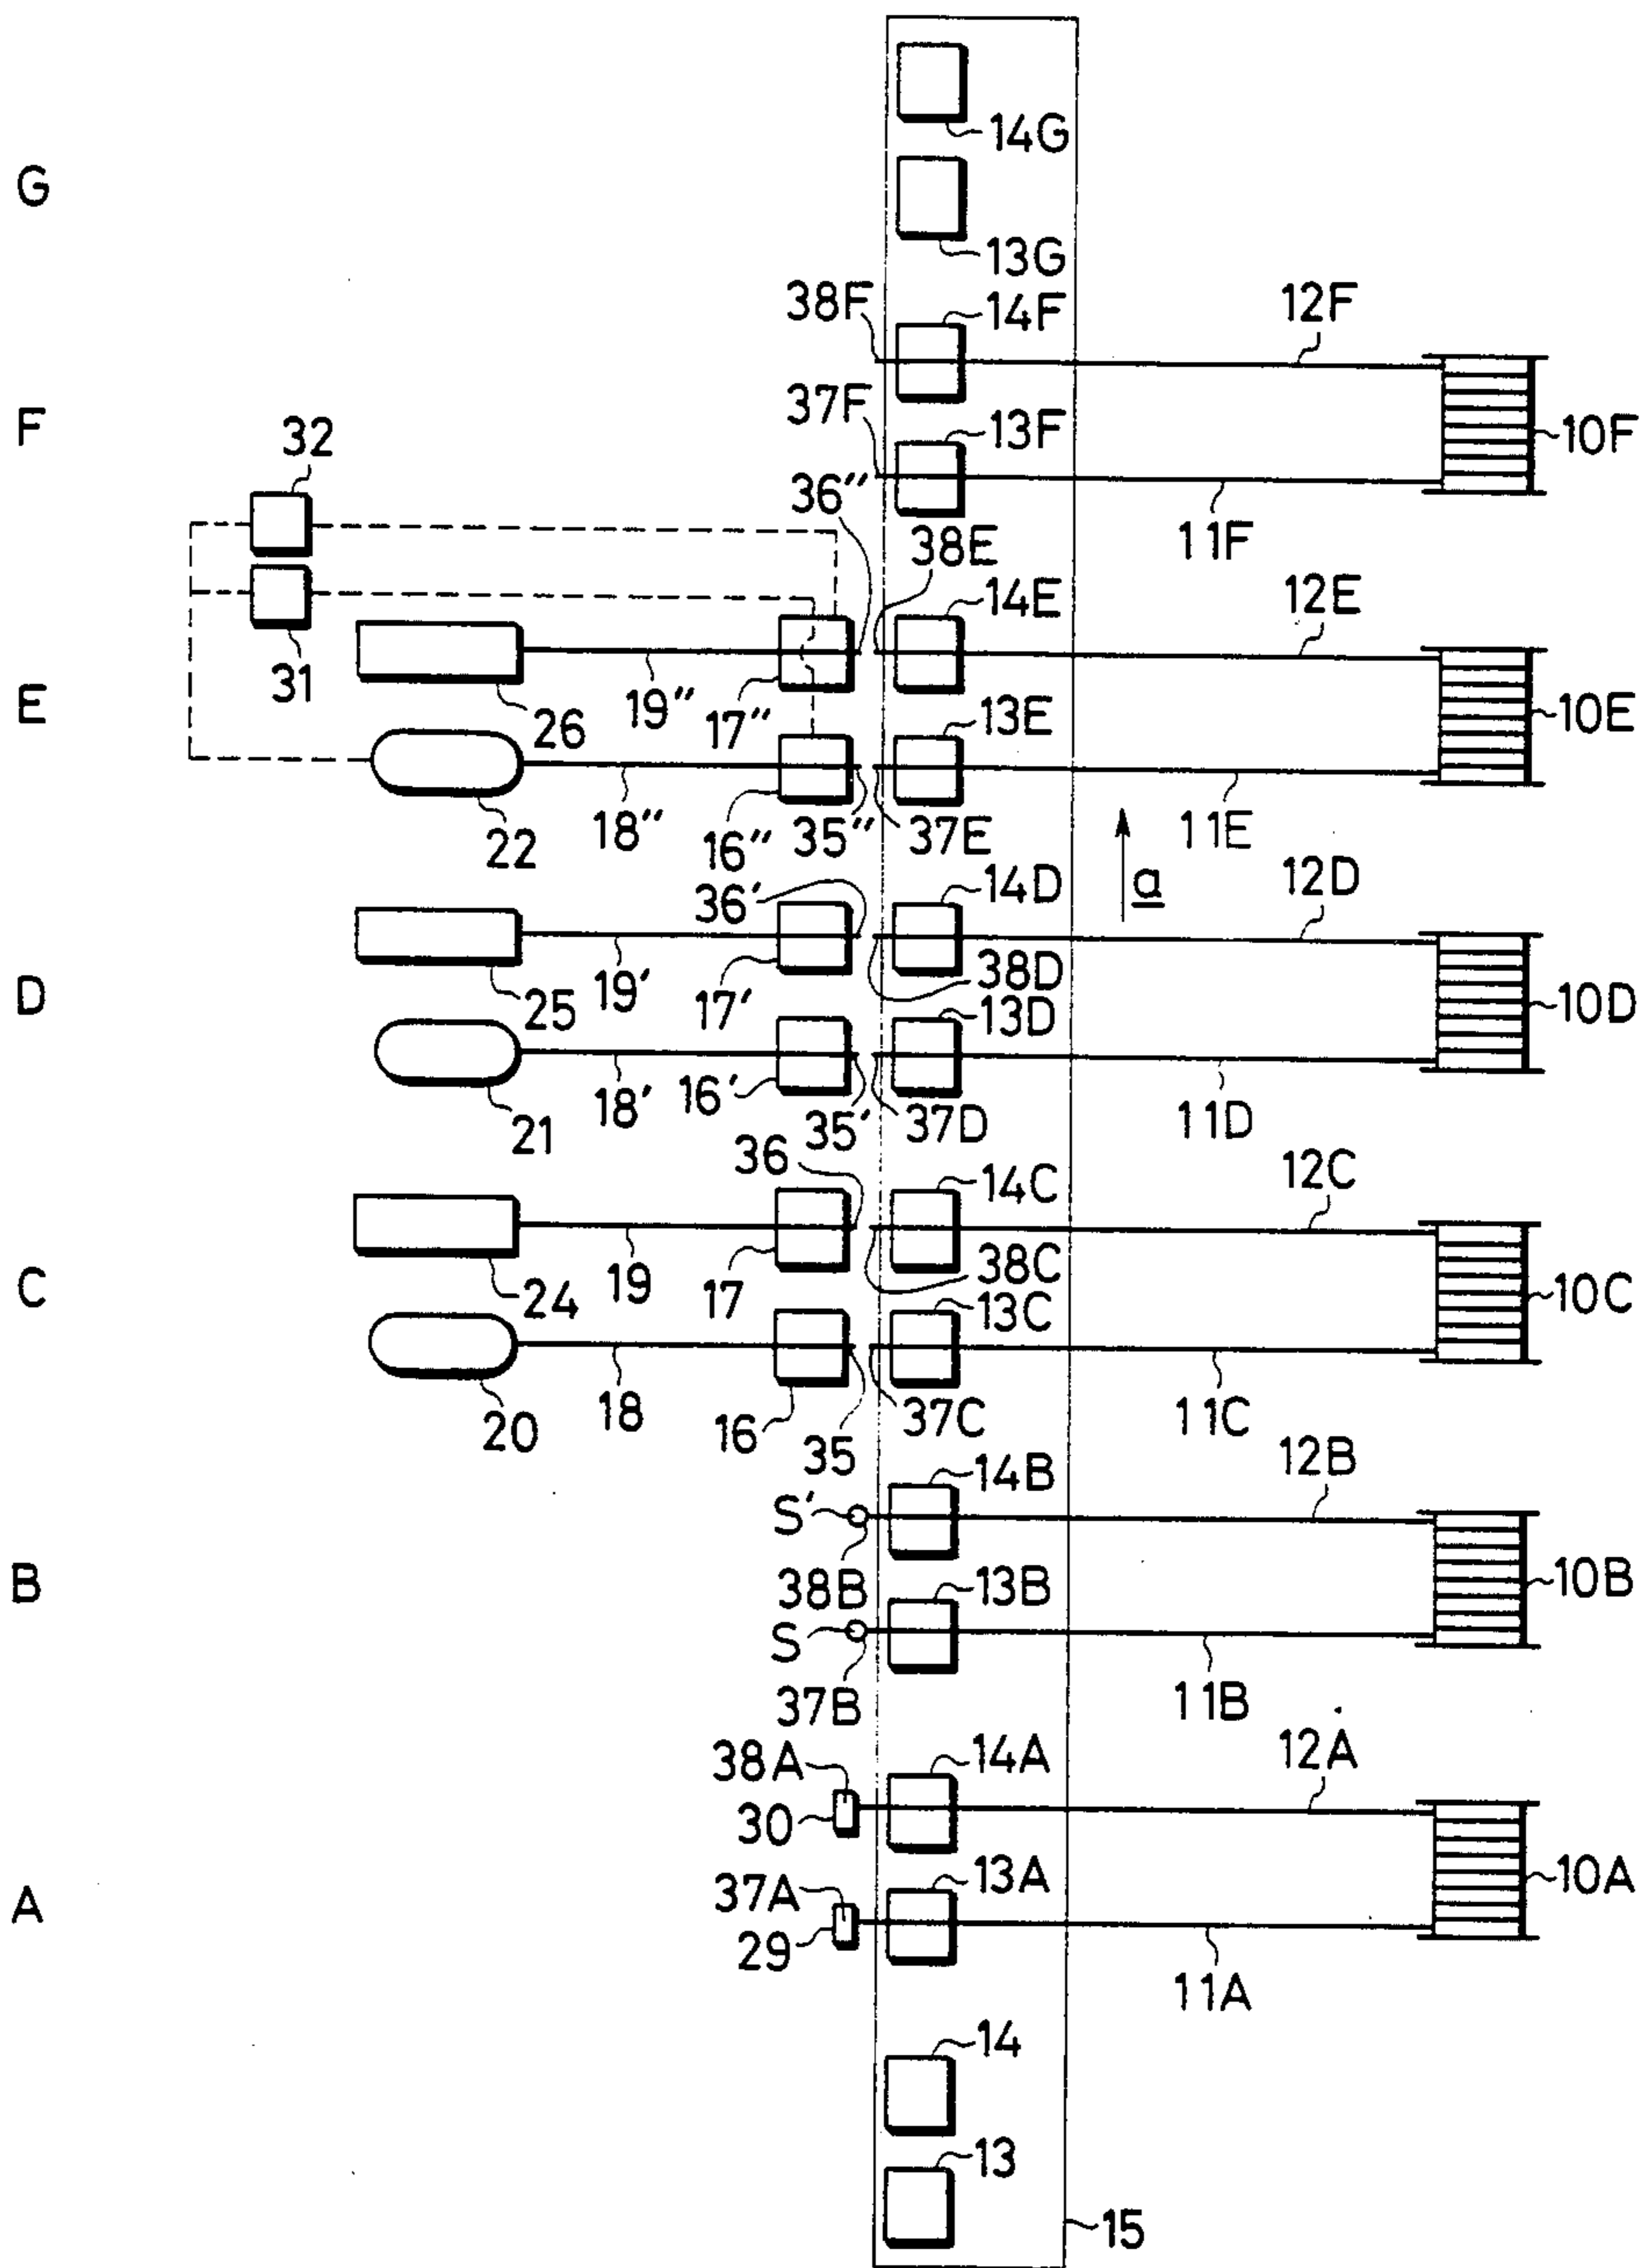 14G
G
13G
38F 14F 12F
37F 13F
F 32 10F
36" 38E 11F
14E 12E
31
E 26 19" 17" 13E 10E
22 18" 16" 35" 37E 11E
a
36' 14D 12D
25 19' 17' 38D
D 13D 10D
21 18' 16' 35' 37D 11D
36 14C 12C
24 19 17 38C
C 13C 10C
20 18 16 35 37C 11C
14B 12B
S'
B 38B 13B 10B
S
37B 11B
38A 14A 12A
30
37A 13A 10A
A
29
11A
14
13
15